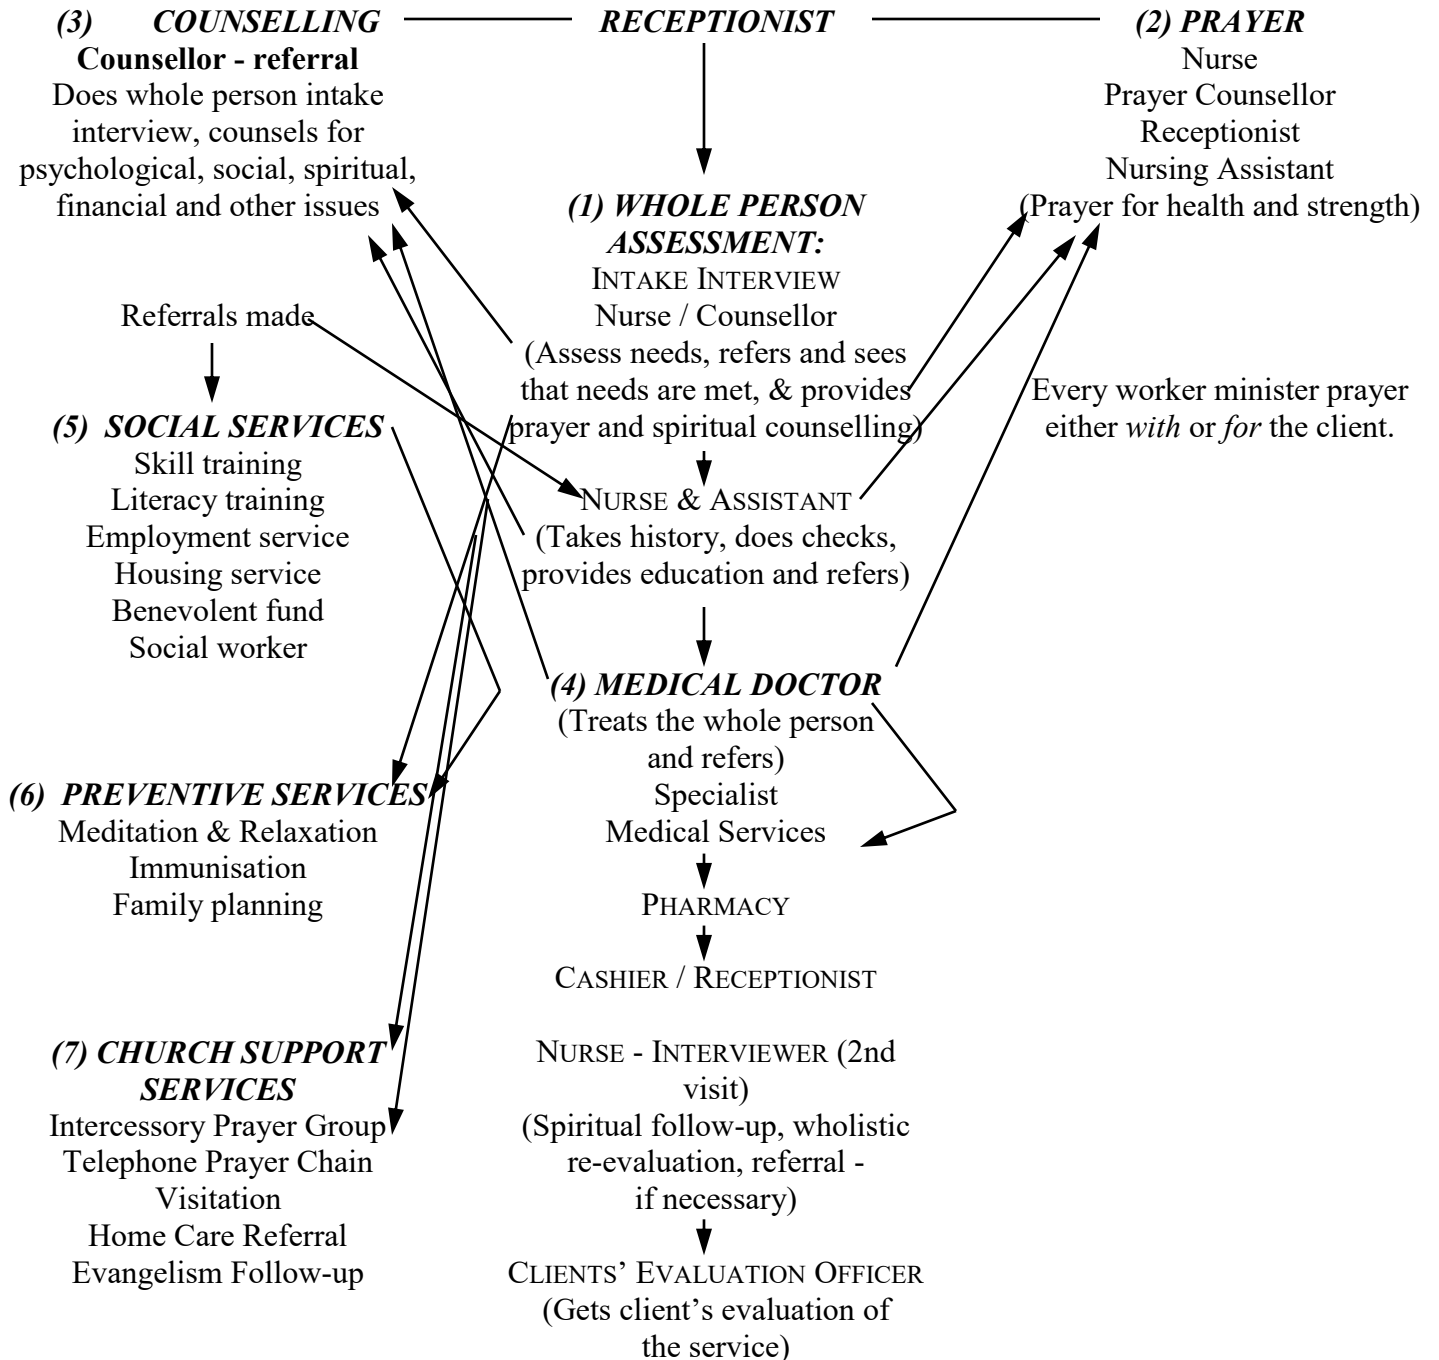 (3) COUNSELLING
Counsellor - referral
Does whole person intake
interview, counsels for
psychological, social, spiritual,
financial and other issues
RECEPTIONIST
(2) PRAYER
Nurse
Prayer Counsellor
Receptionist
Nursing Assistant
(Prayer for health and strength)
(1) WHOLE PERSON
ASSESSMENT:
INTAKE INTERVIEW
Nurse / Counsellor
(Assess needs, refers and sees
that needs are met, & provides
prayer and spiritual counselling)
Every worker minister prayer
either with or for the client.
Referrals made
(5) SOCIAL SERVICES
Skill training
Literacy training
Employment service
Housing service
Benevolent fund
Social worker
NURSE & ASSISTANT
(Takes history, does checks,
provides education and refers)
(4) MEDICAL DOCTOR
(Treats the whole person
and refers)
Specialist
Medical Services
PHARMACY
CASHIER / RECEPTIONIST
(6) PREVENTIVE SERVICES
Meditation & Relaxation
Immunisation
Family planning
(7) CHURCH SUPPORT
SERVICES
Intercessory Prayer Group
Telephone Prayer Chain
Visitation
Home Care Referral
Evangelism Follow-up
NURSE - INTERVIEWER (2nd
visit)
(Spiritual follow-up, wholistic
re-evaluation, referral -
if necessary)
CLIENTS’ EVALUATION OFFICER
(Gets client’s evaluation of
the service)